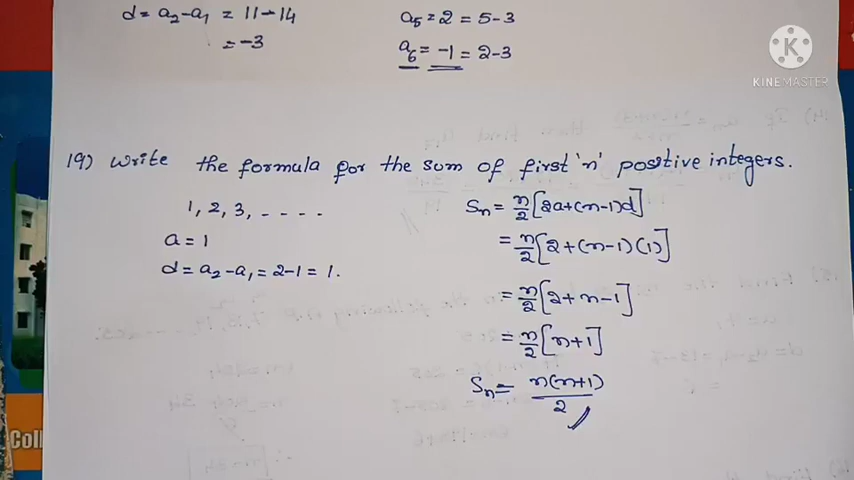 d = a₂-a₁ = 11-14
= -3
a₅ = 2 = 5-3
a₆ = -1 = 2-3
KINEMASTER
19) Write the formula for the sum of first 'n' positive integers.
1, 2, 3, - - - - .
a = 1
d = a₂-a₁ = 2-1 = 1.
Sn = n/2 [2a+(n-1)d]
= n/2 [2+(n-1)(1)]
= n/2 [2+n-1]
= n/2 [n+1]
Sn = n(n+1)/2
Coll